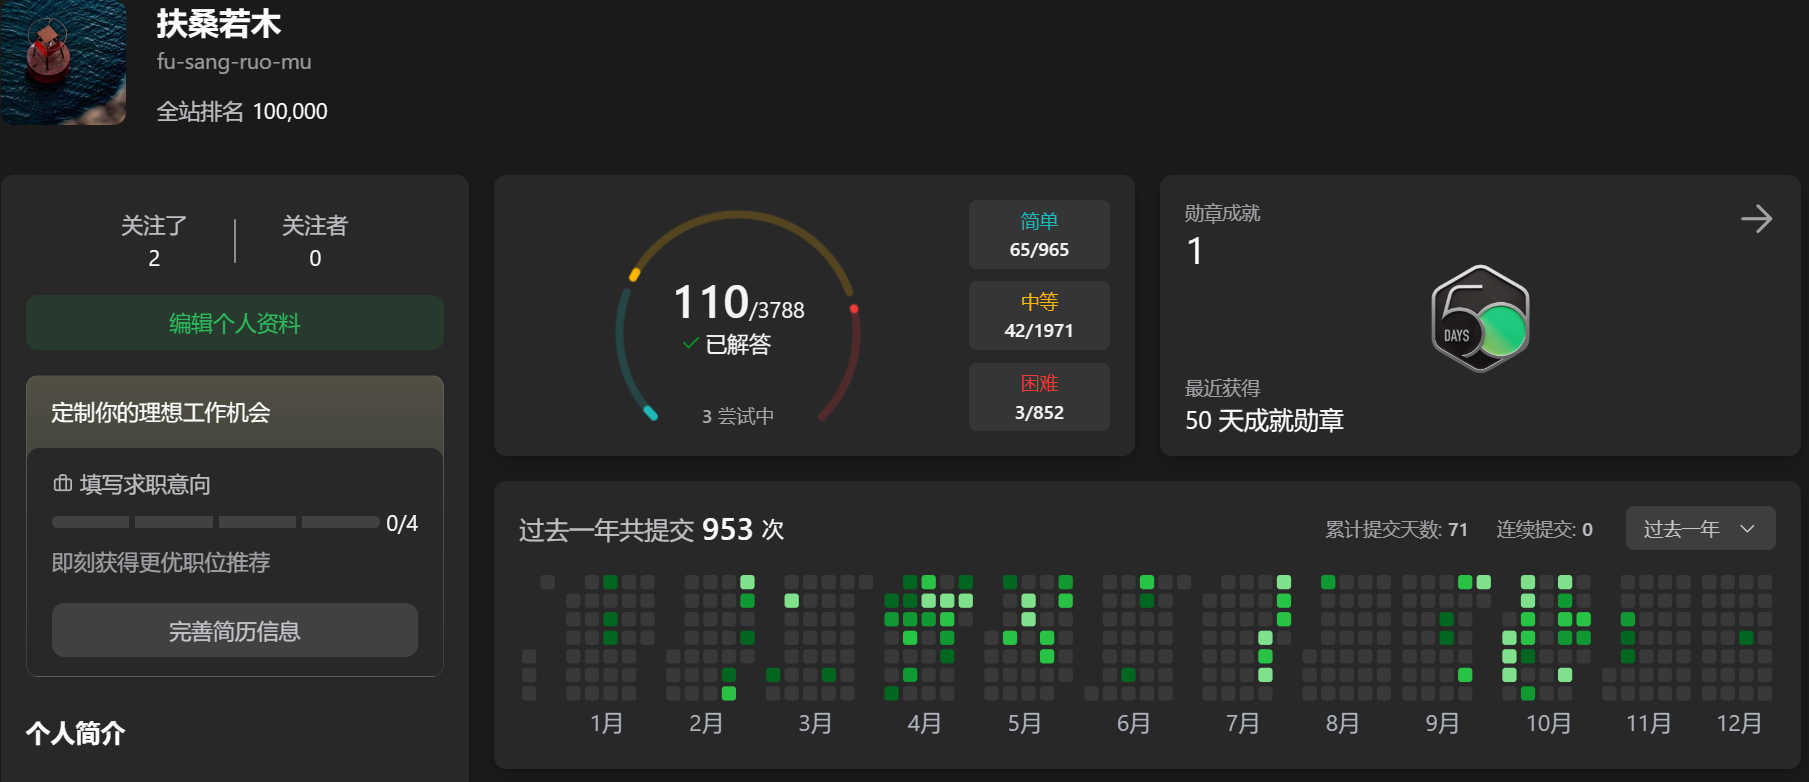 扶桑若木
fu-sang-ruo-mu
全站排名 100,000
关注了
2
关注者
0
编辑个人资料
定制你的理想工作机会
填写求职意向
0/4
即刻获得更优职位推荐
完善简历信息
个人简介
110/3788
已解答
3 尝试中
简单
65/965
中等
42/1971
困难
3/852
勋章成就
1
50
DAYS
最近获得
50 天成就勋章
过去一年共提交 953 次
累计提交天数: 71
连续提交: 0
过去一年
1月
2月
3月
4月
5月
6月
7月
8月
9月
10月
11月
12月